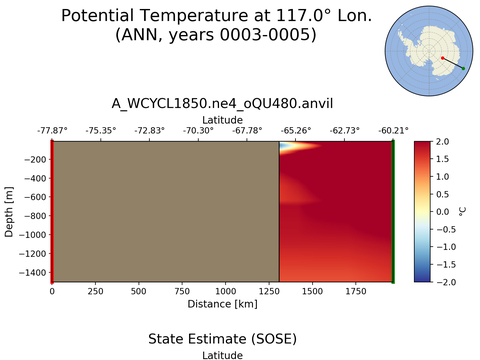 Potential Temperature at 117.0° Lon.
(ANN, years 0003-0005)
A_WCYCL1850.ne4_oQU480.anvil
Latitude
-77.87° -75.35° -72.83° -70.30° -67.78° -65.26° -62.73° -60.21°
Depth [m]
−200
−400
−600
−800
−1000
−1200
−1400
0 250 500 750 1000 1250 1500 1750
Distance [km]
2.0
1.5
1.0
0.5
0.0
−0.5
−1.0
−1.5
−2.0
°C
State Estimate (SOSE)
Latitude